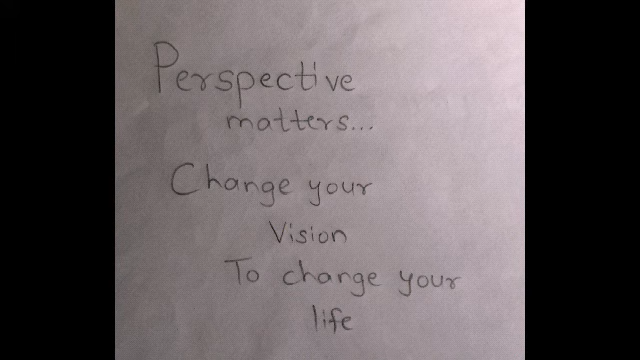 Perspective
matters...
Change your
Vision
To change your
life